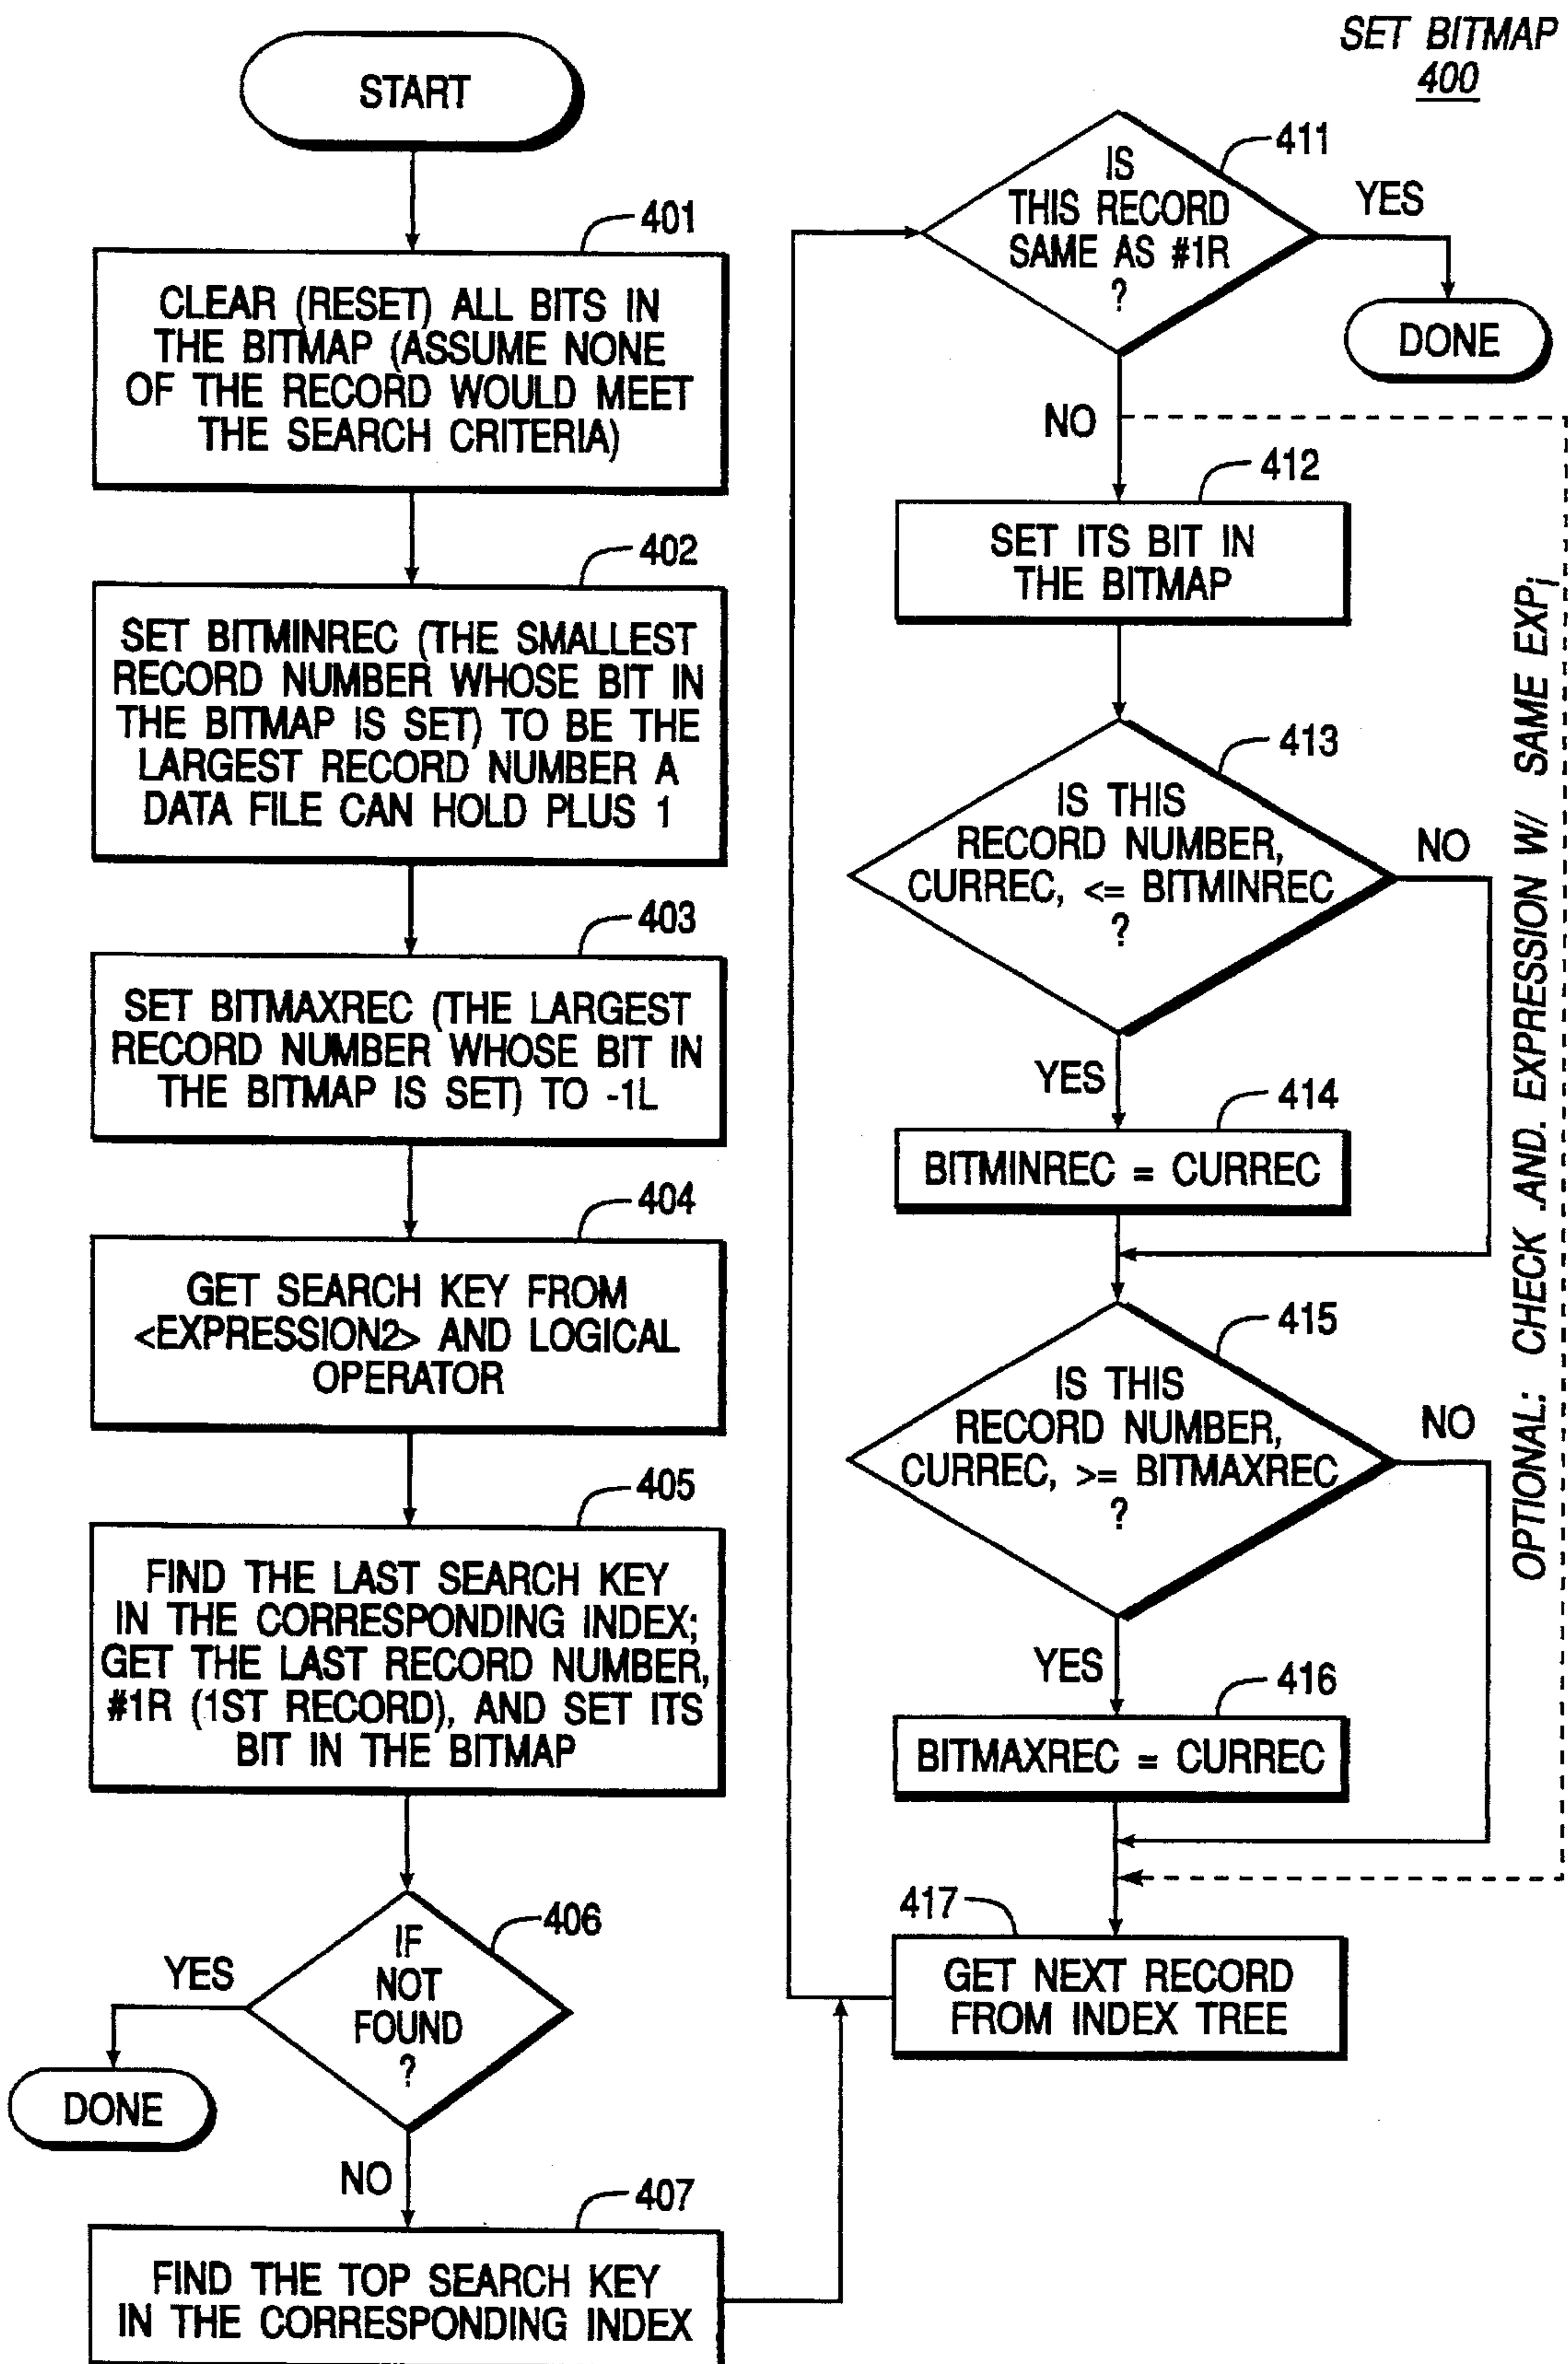 SET BITMAP
400
START
401
CLEAR (RESET) ALL BITS IN
THE BITMAP (ASSUME NONE
OF THE RECORD WOULD MEET
THE SEARCH CRITERIA)
402
SET BITMINREC (THE SMALLEST
RECORD NUMBER WHOSE BIT IN
THE BITMAP IS SET) TO BE THE
LARGEST RECORD NUMBER A
DATA FILE CAN HOLD PLUS 1
403
SET BITMAXREC (THE LARGEST
RECORD NUMBER WHOSE BIT IN
THE BITMAP IS SET) TO -1L
404
GET SEARCH KEY FROM
<EXPRESSION2> AND LOGICAL
OPERATOR
405
FIND THE LAST SEARCH KEY
IN THE CORRESPONDING INDEX;
GET THE LAST RECORD NUMBER,
#1R (1ST RECORD), AND SET ITS
BIT IN THE BITMAP
406
IF
NOT
FOUND
?
YES
DONE
NO
407
FIND THE TOP SEARCH KEY
IN THE CORRESPONDING INDEX
411
IS
THIS RECORD
SAME AS #1R
?
YES
DONE
NO
412
SET ITS BIT IN
THE BITMAP
413
IS THIS
RECORD NUMBER,
CURREC, <= BITMINREC
?
NO
YES
414
BITMINREC = CURREC
415
IS THIS
RECORD NUMBER,
CURREC, >= BITMAXREC
?
NO
YES
416
BITMAXREC = CURREC
417
GET NEXT RECORD
FROM INDEX TREE
OPTIONAL: CHECK .AND. EXPRESSION W/ SAME EXPi